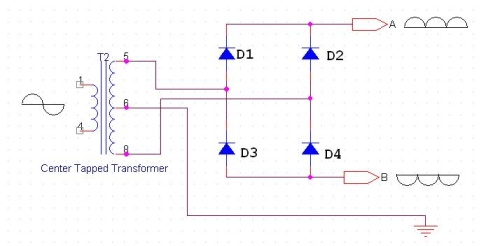 A
5
D1
D2
T2
1
6
4
D3
D4
8
Center Tapped Transformer
B